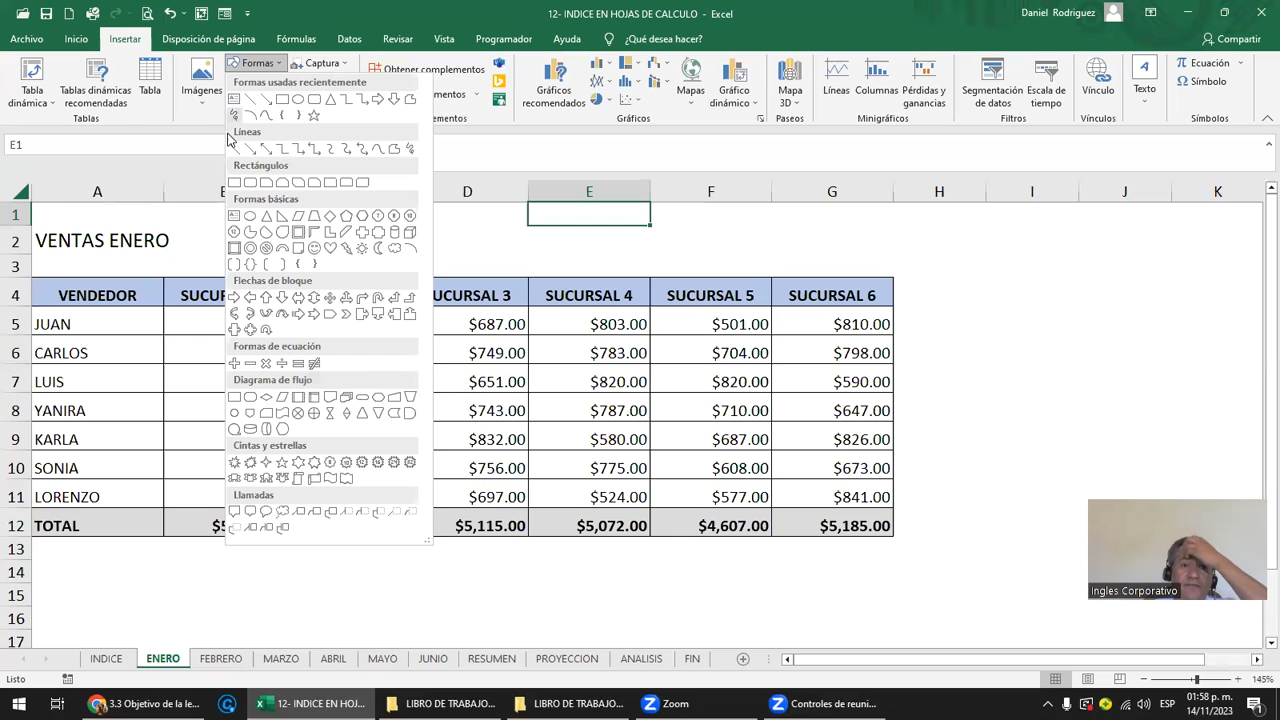 12- INDICE EN HOJAS DE CALCULO - Excel
Daniel Rodriguez
Archivo Inicio Insertar Disposición de página Fórmulas Datos Revisar Vista Programador Ayuda ¿Qué desea hacer? Compartir
Formas Captura
Tabla dinámica
Tablas dinámicas recomendadas
Tabla
Tablas
Imágenes
Obtener complementos
Gráficos recomendados
Mapas
Gráfico dinámico
Gráficos
Mapa 3D
Paseos
Líneas Columnas Pérdidas y ganancias
Minigráficos
Segmentación de datos
Escala de tiempo
Filtros
Vínculo
Vínculos
Texto
Ecuación
Símbolo
Símbolos
E1
Formas usadas recientemente
Líneas
Rectángulos
Formas básicas
Flechas de bloque
Formas de ecuación
Diagrama de flujo
Cintas y estrellas
Llamadas
A D E F G H I J K
1
2 VENTAS ENERO
3
4 VENDEDOR SUCURSAL 4 SUCURSAL 5 SUCURSAL 6
5 JUAN $687.00 $803.00 $501.00 $810.00
6 CARLOS $749.00 $783.00 $704.00 $798.00
7 LUIS $651.00 $820.00 $820.00 $590.00
8 YANIRA $743.00 $787.00 $710.00 $647.00
9 KARLA $832.00 $580.00 $687.00 $826.00
10 SONIA $756.00 $775.00 $608.00 $673.00
11 LORENZO $697.00 $524.00 $577.00 $841.00
12 TOTAL $5,115.00 $5,072.00 $4,607.00 $5,185.00
13
14
15
16
17
Ingles Corporativo
INDICE ENERO FEBRERO MARZO ABRIL MAYO JUNIO RESUMEN PROYECCION ANALISIS FIN
Listo
145%
3.3 Objetivo de la le...
12- INDICE EN HOJ...
LIBRO DE TRABAJO...
LIBRO DE TRABAJO...
Zoom
Controles de reuni...
ESP
01:58 p. m.
14/11/2023